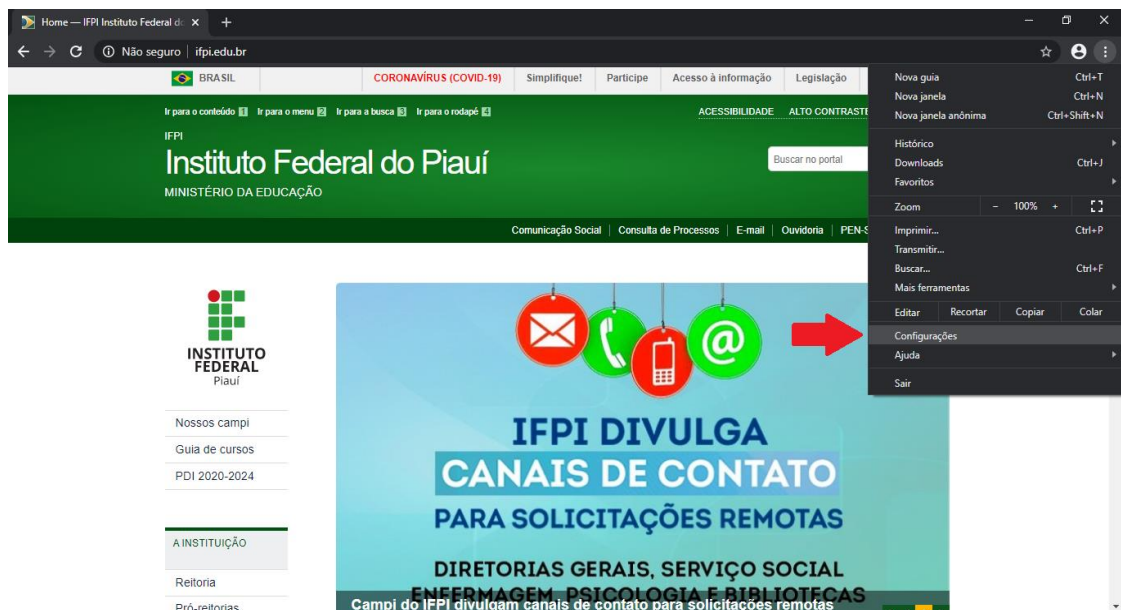 Home — IFPI Instituto Federal do
Não seguro | ifpi.edu.br
BRASIL
CORONAVÍRUS (COVID-19)
Simplifique!
Participe
Acesso à informação
Legislação
Ir para o conteúdo 1
Ir para o menu 2
Ir para a busca 3
Ir para o rodapé 4
ACESSIBILIDADE
ALTO CONTRASTE
IFPI
Instituto Federal do Piauí
MINISTÉRIO DA EDUCAÇÃO
Buscar no portal
Comunicação Social | Consulta de Processos | E-mail | Ouvidoria | PEN-S
Nova guia Ctrl+T
Nova janela Ctrl+N
Nova janela anônima Ctrl+Shift+N
Histórico
Downloads Ctrl+J
Favoritos
Zoom - 100% +
Imprimir... Ctrl+P
Transmitir...
Buscar... Ctrl+F
Mais ferramentas
Editar Recortar Copiar Colar
Configurações
Ajuda
Sair
INSTITUTO
FEDERAL
Piauí
Nossos campi
Guia de cursos
PDI 2020-2024
A INSTITUIÇÃO
Reitoria
Pró-reitorias
@
IFPI DIVULGA
CANAIS DE CONTATO
PARA SOLICITAÇÕES REMOTAS
DIRETORIAS GERAIS, SERVIÇO SOCIAL
ENFERMAGEM, PSICOLOGIA E BIBLIOTECAS
Campi do IFPI divulgam canais de contato para solicitações remotas